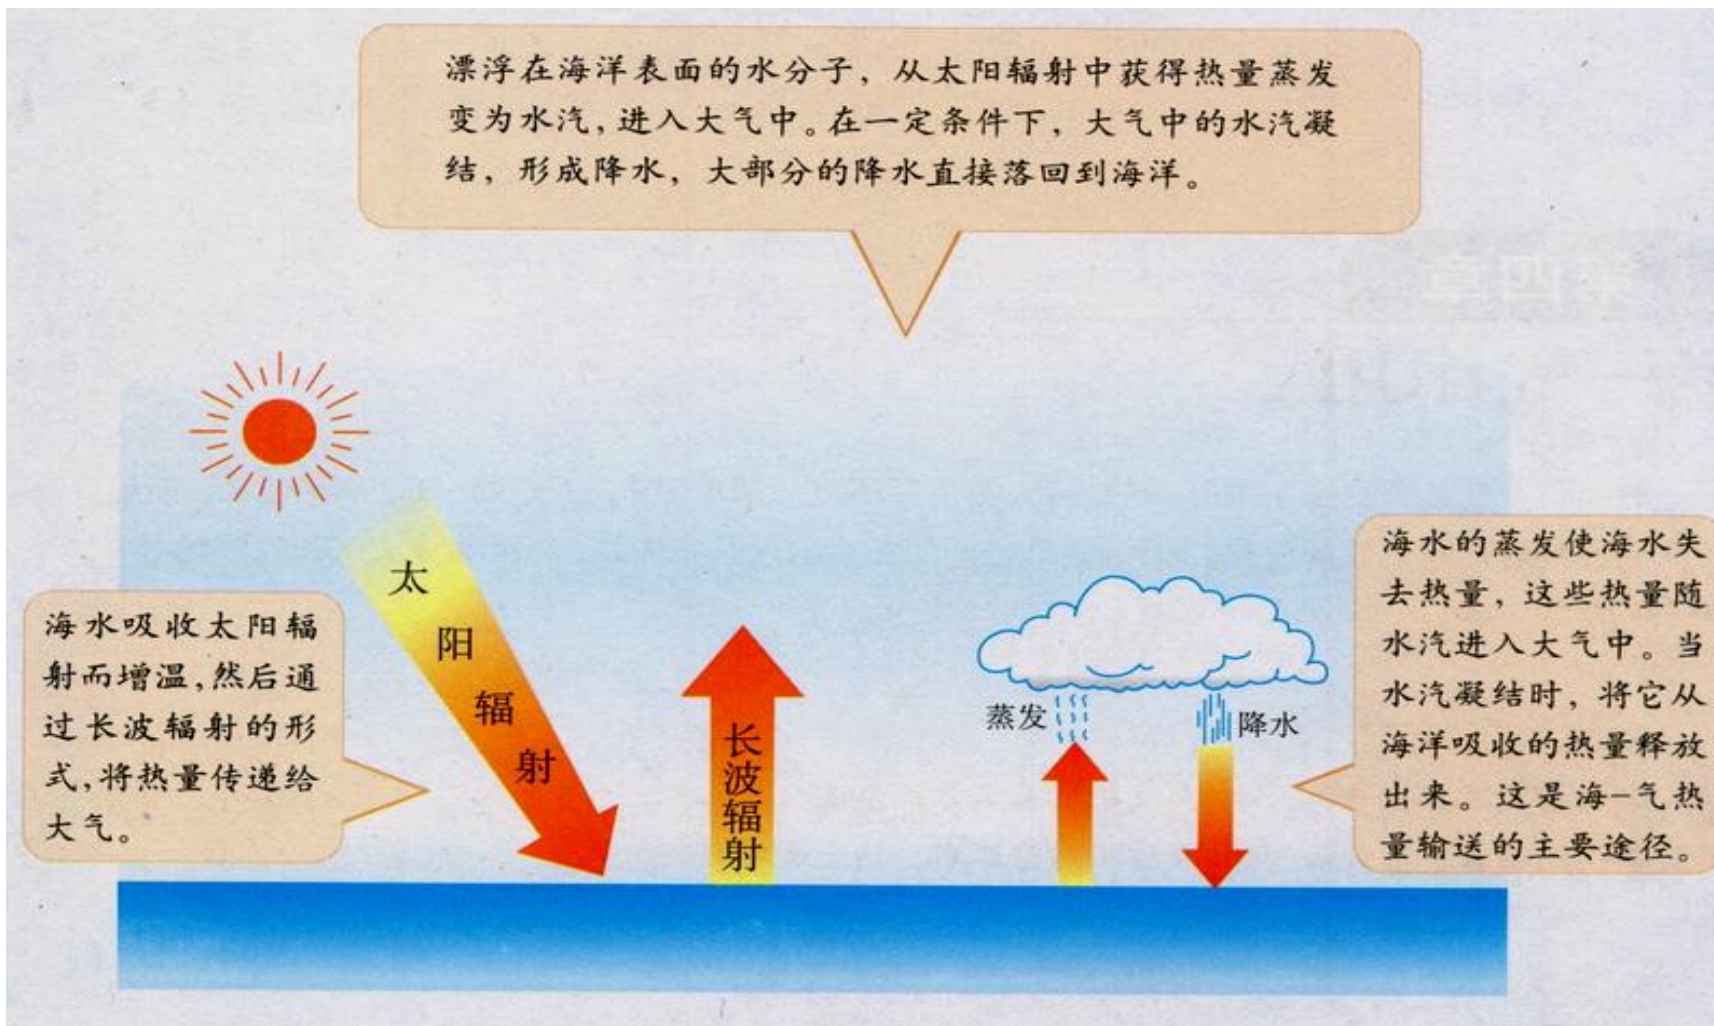 漂浮在海洋表面的水分子，从太阳辐射中获得热量蒸发
变为水汽，进入大气中。在一定条件下，大气中的水汽凝
结，形成降水，大部分的降水直接落回到海洋。
太阳辐射
海水吸收太阳辐
射而增温，然后通
过长波辐射的形
式，将热量传递给
大气。
长波辐射
蒸发
降水
海水的蒸发使海水失
去热量，这些热量随
水汽进入大气中。当
水汽凝结时，将它从
海洋吸收的热量释放
出来。这是海-气热
量输送的主要途径。
第四章